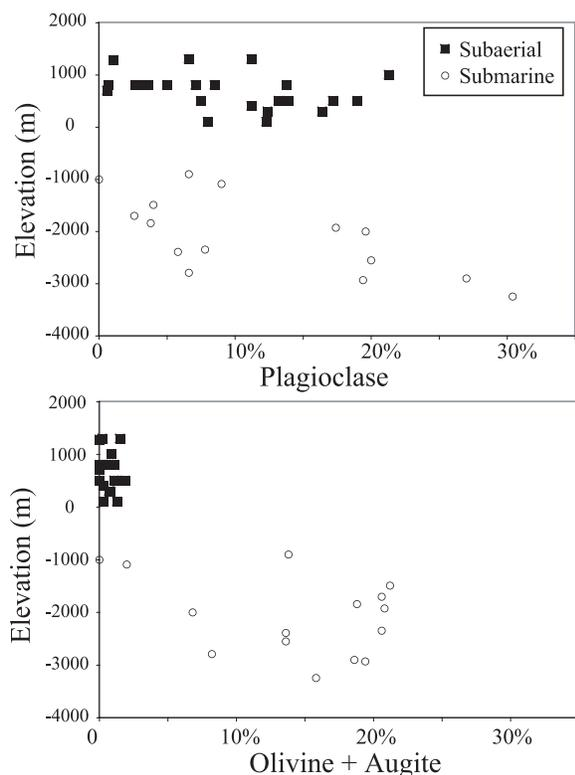 2000
Subaerial
Submarine
1000
0
-1000
-2000
-3000
-4000
Elevation (m)
0 10% 20% 30%
Plagioclase
2000
1000
0
-1000
-2000
-3000
-4000
Elevation (m)
0 10% 20% 30%
Olivine + Augite